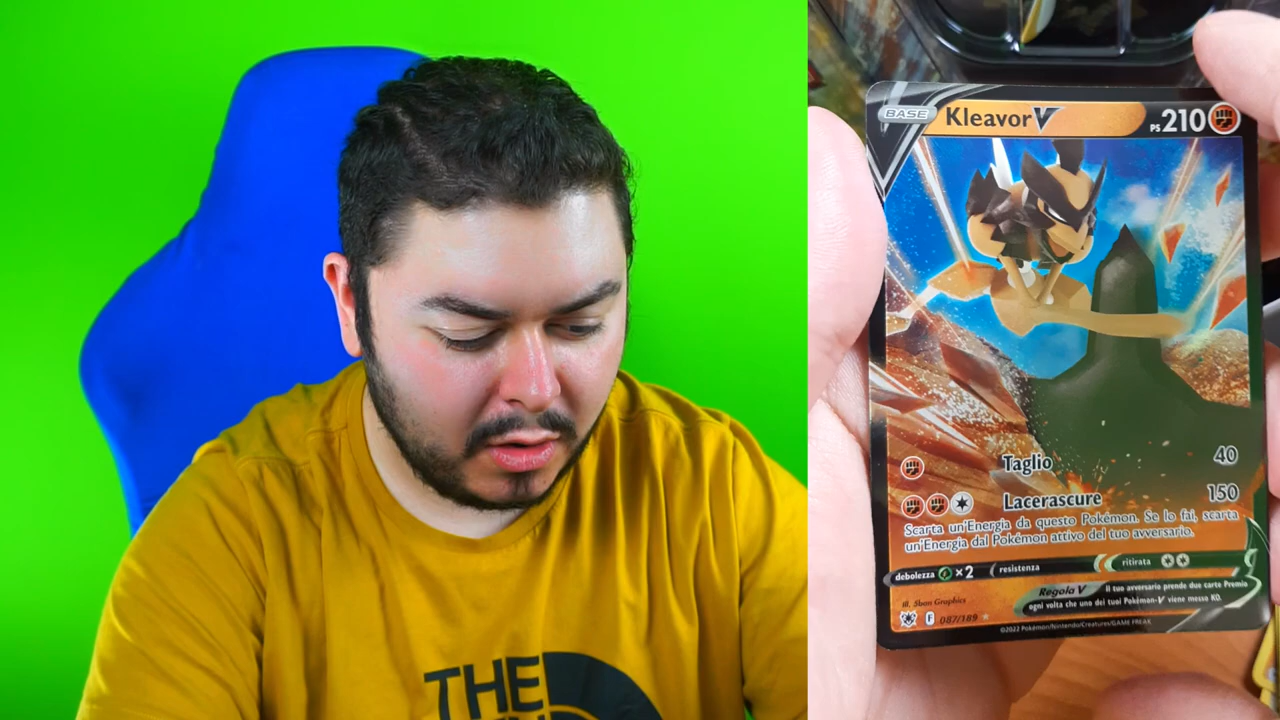 THE
BASE Kleavor V PS 210
Taglio 40
Lacerascure 150
Scarta un'Energia da questo Pokémon. Se lo fai, scarta
un'Energia dal Pokémon attivo del tuo avversario.
debolezza ×2 resistenza ritirata
Regola V Il tuo avversario prende due carte Premio
ogni volta che uno dei tuoi Pokémon-V viene messo KO.
Ill. 5ban Graphics
F 087/189
©2022 Pokémon/Nintendo/Creatures/GAME FREAK